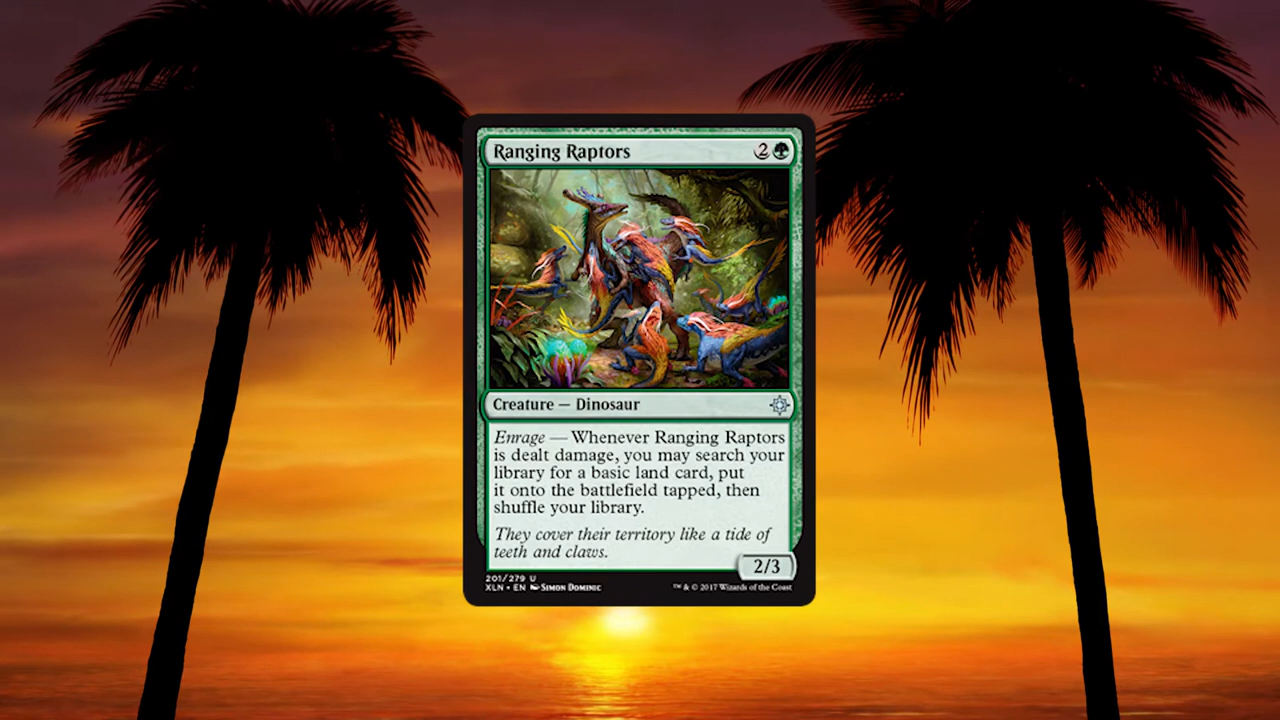 Ranging Raptors 2
Creature — Dinosaur
Enrage — Whenever Ranging Raptors
is dealt damage, you may search your
library for a basic land card, put
it onto the battlefield tapped, then
shuffle your library.
They cover their territory like a tide of
teeth and claws.
2/3
201/279 U
XLN • EN Simon Dominic
™ & © 2017 Wizards of the Coast